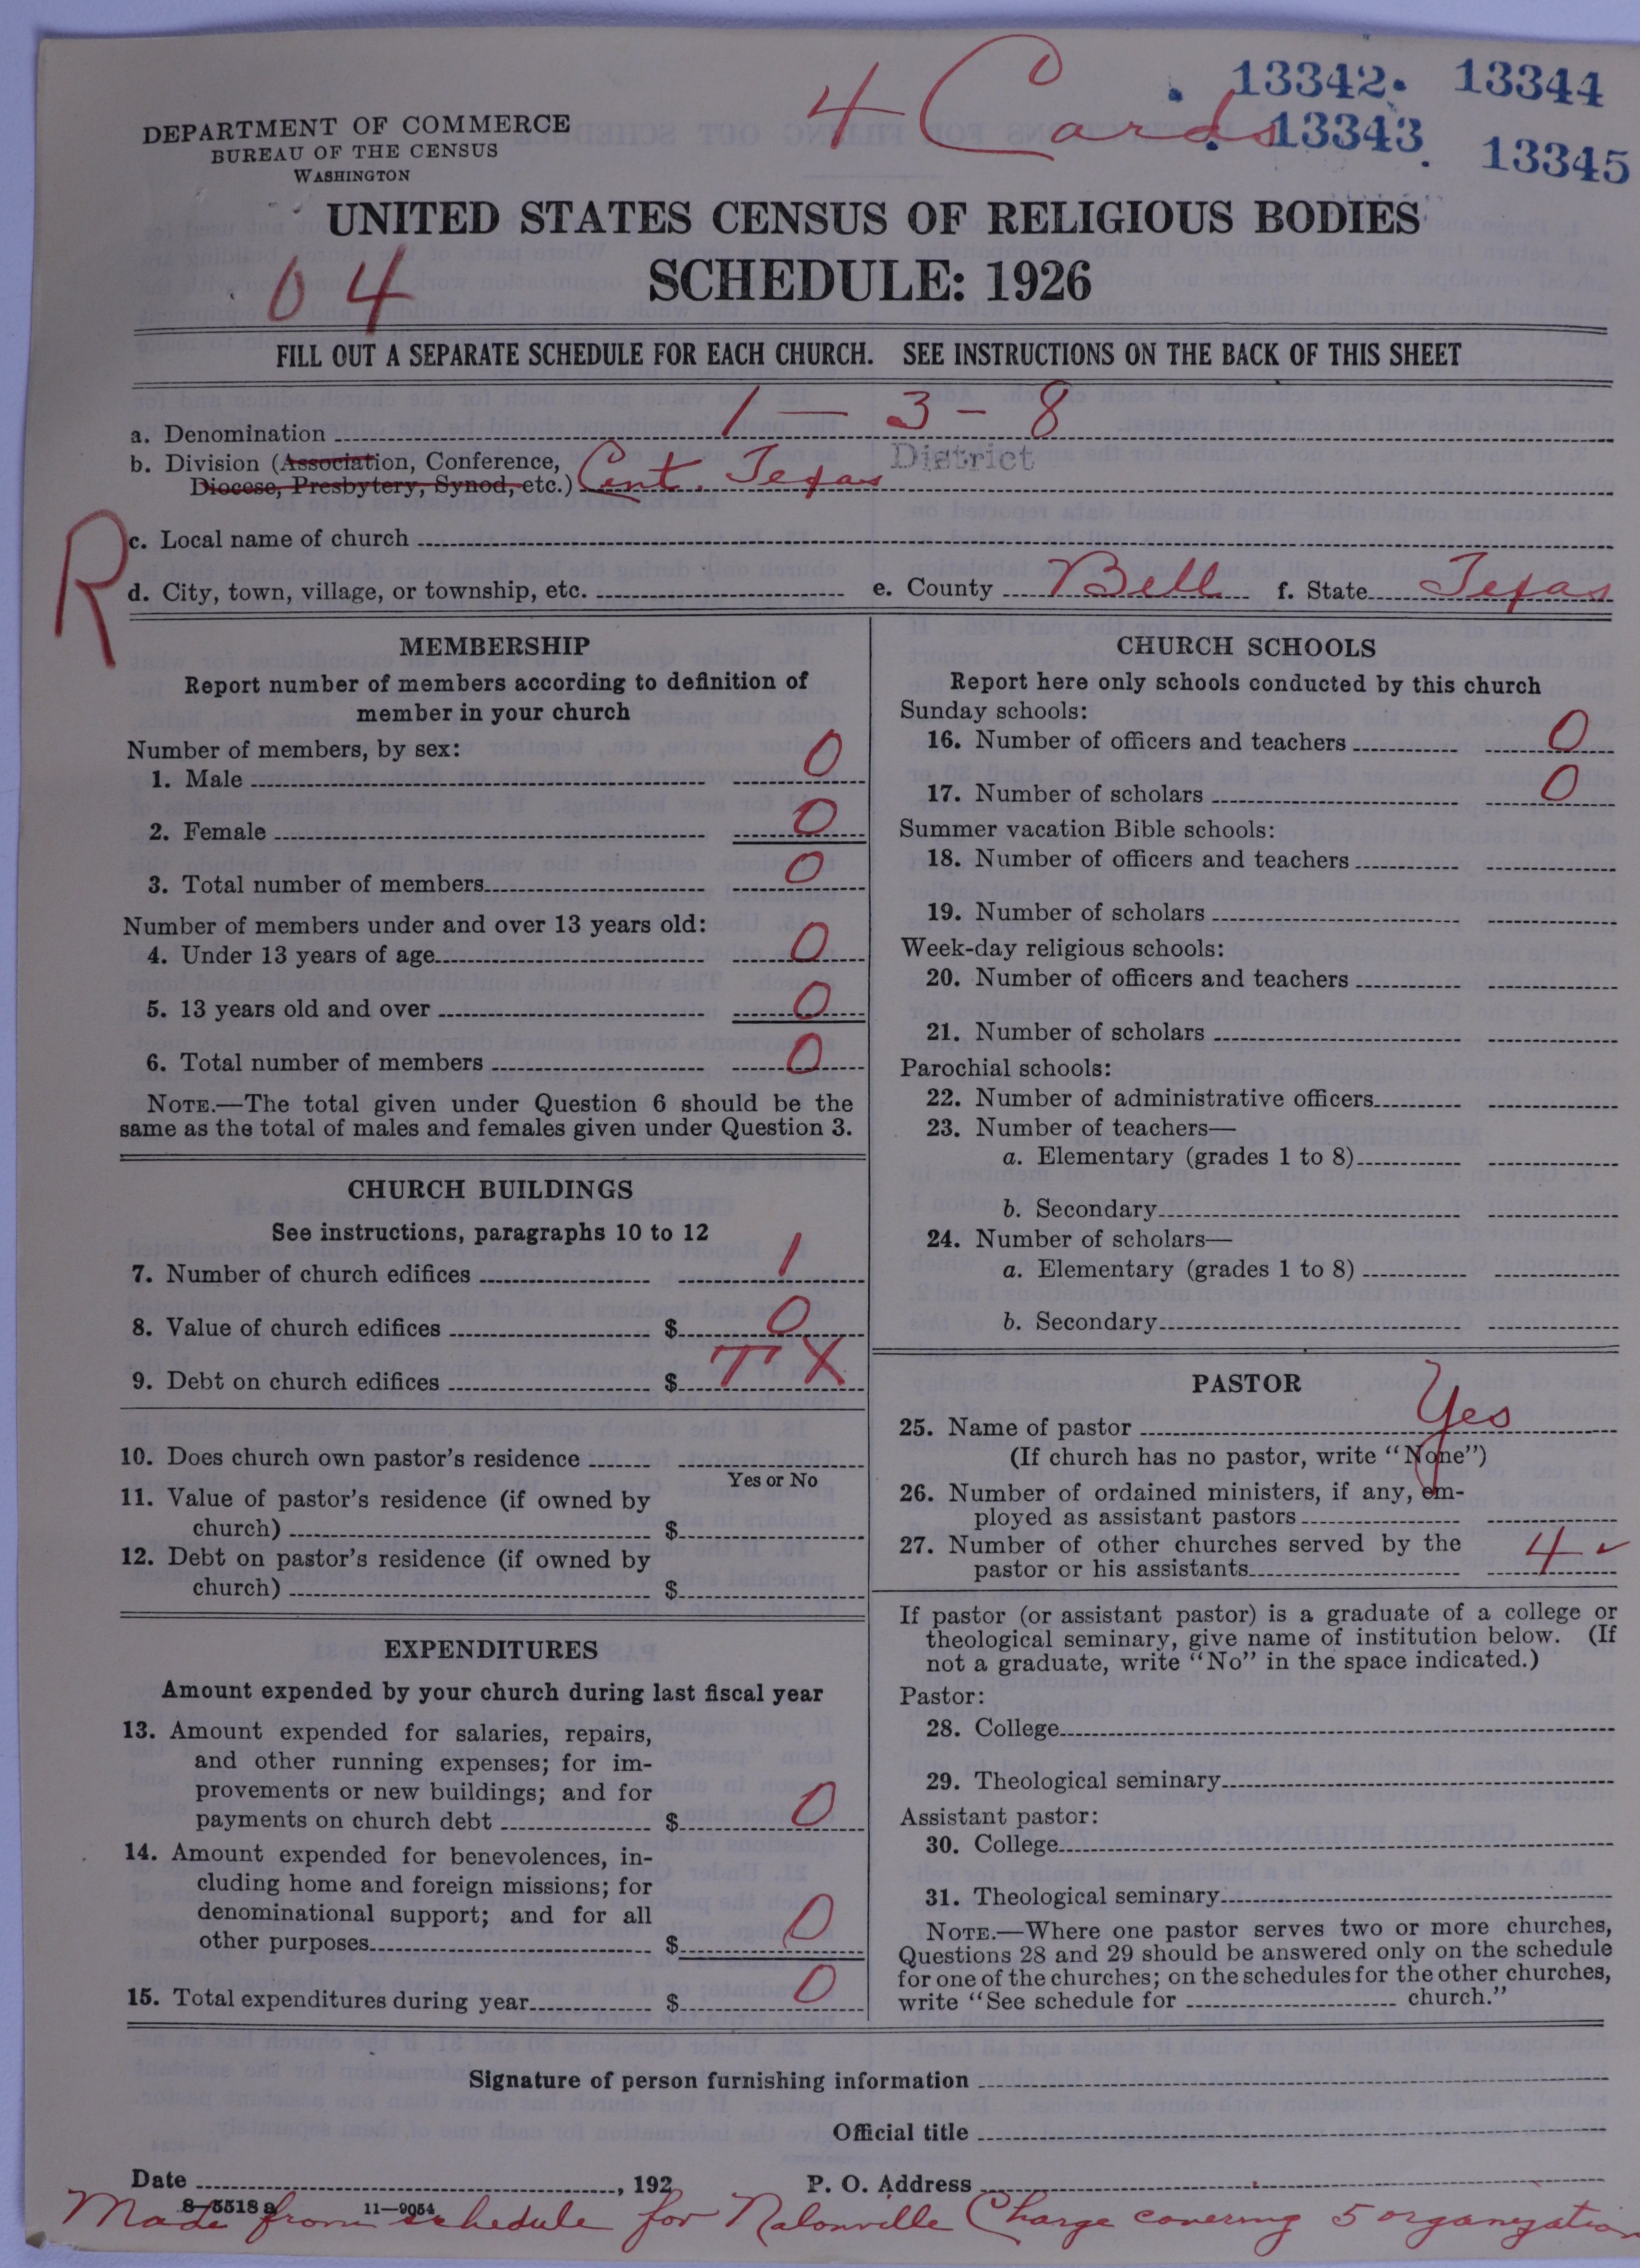 4 Cards
13342. 13344
13343 13345
DEPARTMENT OF COMMERCE
BUREAU OF THE CENSUS
WASHINGTON
UNITED STATES CENSUS OF RELIGIOUS BODIES
SCHEDULE: 1926
04
FILL OUT A SEPARATE SCHEDULE FOR EACH CHURCH. SEE INSTRUCTIONS ON THE BACK OF THIS SHEET
a. Denomination 1 – 3 – 8
b. Division (Association, Conference, District
Diocese, Presbytery, Synod, etc.) Cent. Texas
R
c. Local name of church
d. City, town, village, or township, etc. e. County Bell f. State Texas
MEMBERSHIP
Report number of members according to definition of
member in your church
Number of members, by sex:
1. Male 0
2. Female 0
3. Total number of members 0
Number of members under and over 13 years old:
4. Under 13 years of age 0
5. 13 years old and over 0
6. Total number of members 0
NOTE.—The total given under Question 6 should be the
same as the total of males and females given under Question 3.
CHURCH BUILDINGS
See instructions, paragraphs 10 to 12
7. Number of church edifices 1
8. Value of church edifices $ 0
9. Debt on church edifices $ TX
10. Does church own pastor's residence
Yes or No
11. Value of pastor's residence (if owned by
church) $
12. Debt on pastor's residence (if owned by
church) $
EXPENDITURES
Amount expended by your church during last fiscal year
13. Amount expended for salaries, repairs,
and other running expenses; for im-
provements or new buildings; and for
payments on church debt $ 0
14. Amount expended for benevolences, in-
cluding home and foreign missions; for
denominational support; and for all
other purposes $ 0
15. Total expenditures during year $ 0
CHURCH SCHOOLS
Report here only schools conducted by this church
Sunday schools:
16. Number of officers and teachers 0
17. Number of scholars 0
Summer vacation Bible schools:
18. Number of officers and teachers
19. Number of scholars
Week-day religious schools:
20. Number of officers and teachers
21. Number of scholars
Parochial schools:
22. Number of administrative officers
23. Number of teachers—
a. Elementary (grades 1 to 8)
b. Secondary
24. Number of scholars—
a. Elementary (grades 1 to 8)
b. Secondary
PASTOR
25. Name of pastor Yes
(If church has no pastor, write "None")
26. Number of ordained ministers, if any, em-
ployed as assistant pastors
27. Number of other churches served by the
pastor or his assistants 4 ✓
If pastor (or assistant pastor) is a graduate of a college or
theological seminary, give name of institution below. (If
not a graduate, write "No" in the space indicated.)
Pastor:
28. College
29. Theological seminary
Assistant pastor:
30. College
31. Theological seminary
NOTE.—Where one pastor serves two or more churches,
Questions 28 and 29 should be answered only on the schedule
for one of the churches; on the schedules for the other churches,
write "See schedule for church."
Signature of person furnishing information
Official title
Date , 192 P. O. Address
8—5518 a 11—9054
Made from schedule for Nalonville Charge covering 5 organization